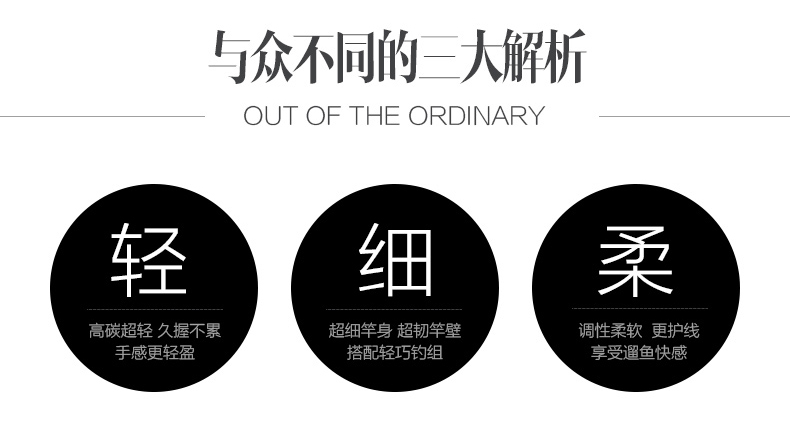 与众不同的三大解析
OUT OF THE ORDINARY
轻
高碳超轻 久握不累
手感更轻盈
细
超细竿身 超韧竿壁
搭配轻巧钓组
柔
调性柔软 更护线
享受遛鱼快感